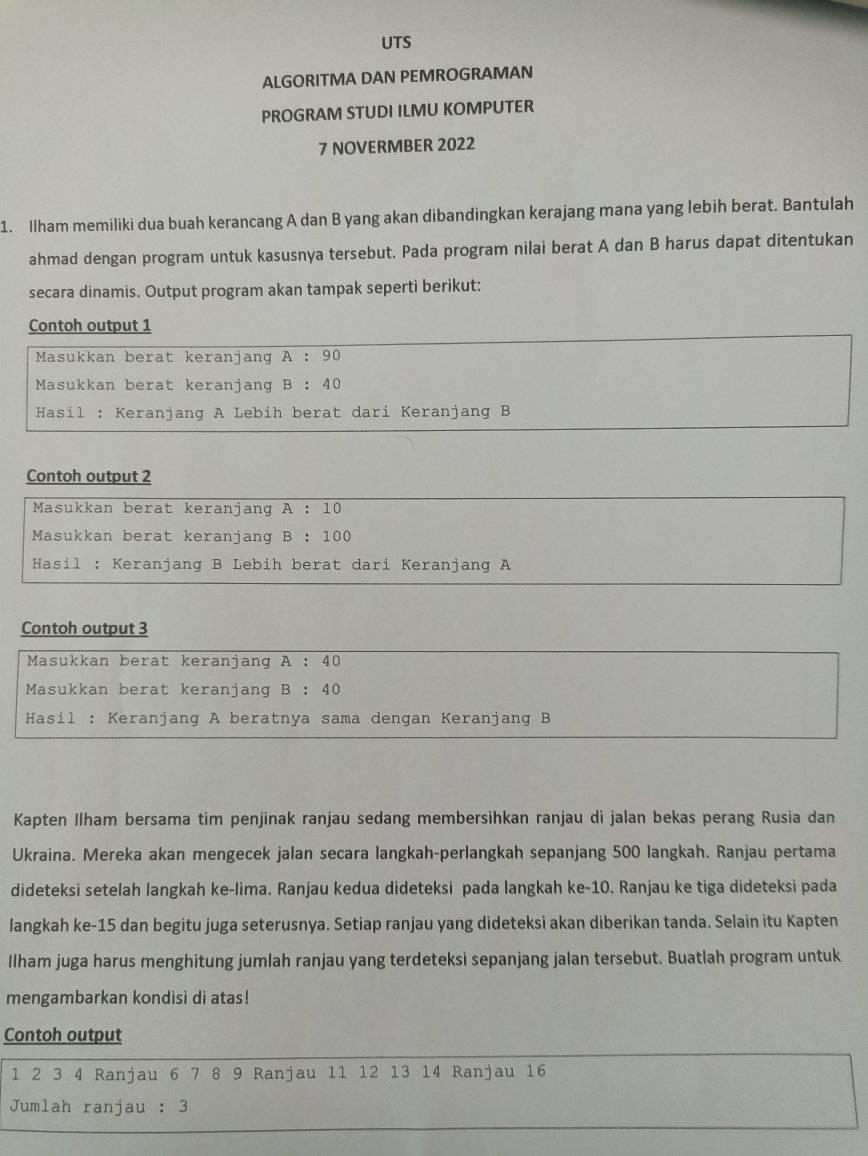 UTS
ALGORITMA DAN PEMROGRAMAN
PROGRAM STUDI ILMU KOMPUTER
7 NOVERMBER 2022
1. Ilham memiliki dua buah kerancang A dan B yang akan dibandingkan kerajang mana yang lebih berat. Bantulah
ahmad dengan program untuk kasusnya tersebut. Pada program nilai berat A dan B harus dapat ditentukan
secara dinamis. Output program akan tampak seperti berikut:
Contoh output 1
Masukkan berat keranjang A : 90
Masukkan berat keranjang B : 40
Hasil : Keranjang A Lebih berat dari Keranjang B
Contoh output 2
Masukkan berat keranjang A : 10
Masukkan berat keranjang B : 100
Hasil : Keranjang B Lebih berat dari Keranjang A
Contoh output 3
Masukkan berat keranjang A : 40
Masukkan berat keranjang B : 40
Hasil : Keranjang A beratnya sama dengan Keranjang B
Kapten Ilham bersama tim penjinak ranjau sedang membersihkan ranjau di jalan bekas perang Rusia dan
Ukraina. Mereka akan mengecek jalan secara langkah-perlangkah sepanjang 500 langkah. Ranjau pertama
dideteksi setelah langkah ke-lima. Ranjau kedua dideteksi pada langkah ke-10. Ranjau ke tiga dideteksi pada
langkah ke-15 dan begitu juga seterusnya. Setiap ranjau yang dideteksi akan diberikan tanda. Selain itu Kapten
Ilham juga harus menghitung jumlah ranjau yang terdeteksi sepanjang jalan tersebut. Buatlah program untuk
mengambarkan kondisi di atas!
Contoh output
1 2 3 4 Ranjau 6 7 8 9 Ranjau 11 12 13 14 Ranjau 16
Jumlah ranjau : 3